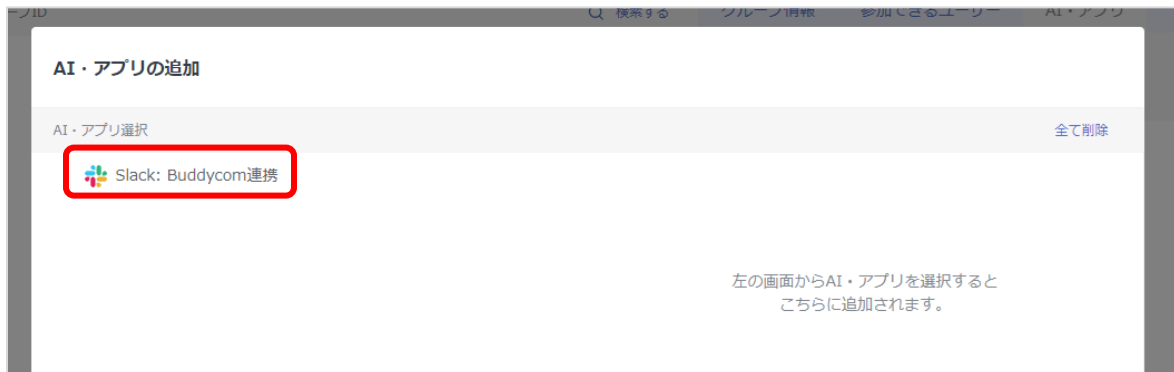 ープID
検索する
グループ情報
参加できるユーザー
AI・アプリ
AI・アプリの追加
AI・アプリ選択
全て削除
Slack: Buddycom連携
左の画面からAI・アプリを選択すると
こちらに追加されます。